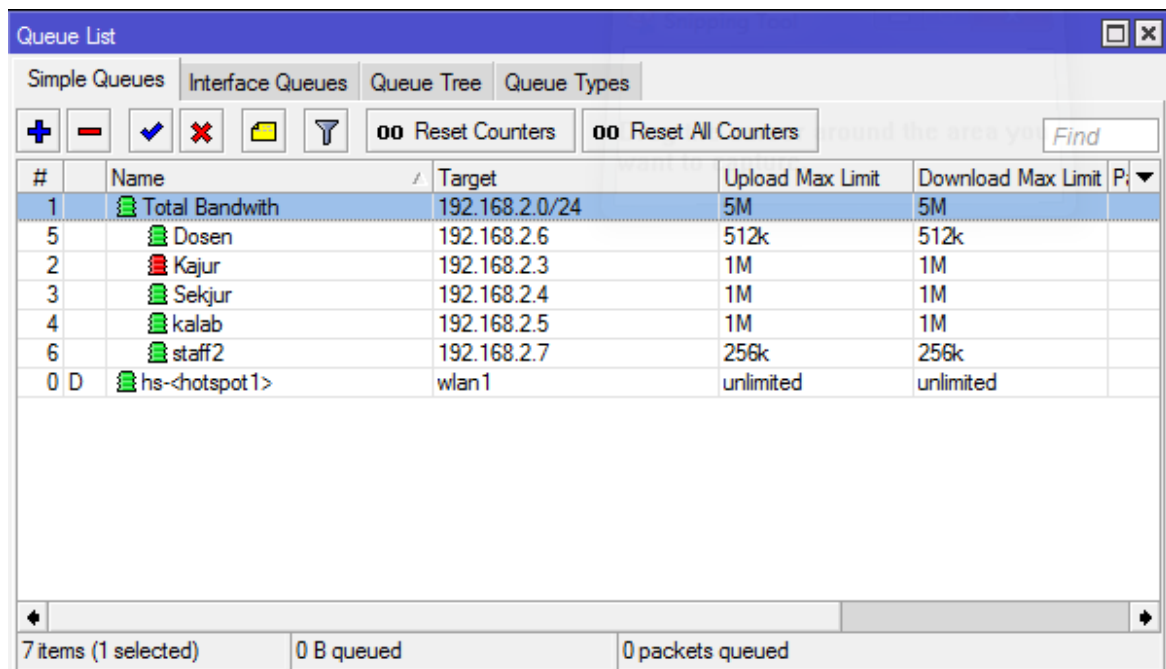 Queue List
Simple Queues Interface Queues Queue Tree Queue Types
00 Reset Counters 00 Reset All Counters Find
# Name Target Upload Max Limit Download Max Limit
1 Total Bandwith 192.168.2.0/24 5M 5M
5 Dosen 192.168.2.6 512k 512k
2 Kajur 192.168.2.3 1M 1M
3 Sekjur 192.168.2.4 1M 1M
4 kalab 192.168.2.5 1M 1M
6 staff2 192.168.2.7 256k 256k
0 D hs-<hotspot1> wlan1 unlimited unlimited
7 items (1 selected) 0 B queued 0 packets queued